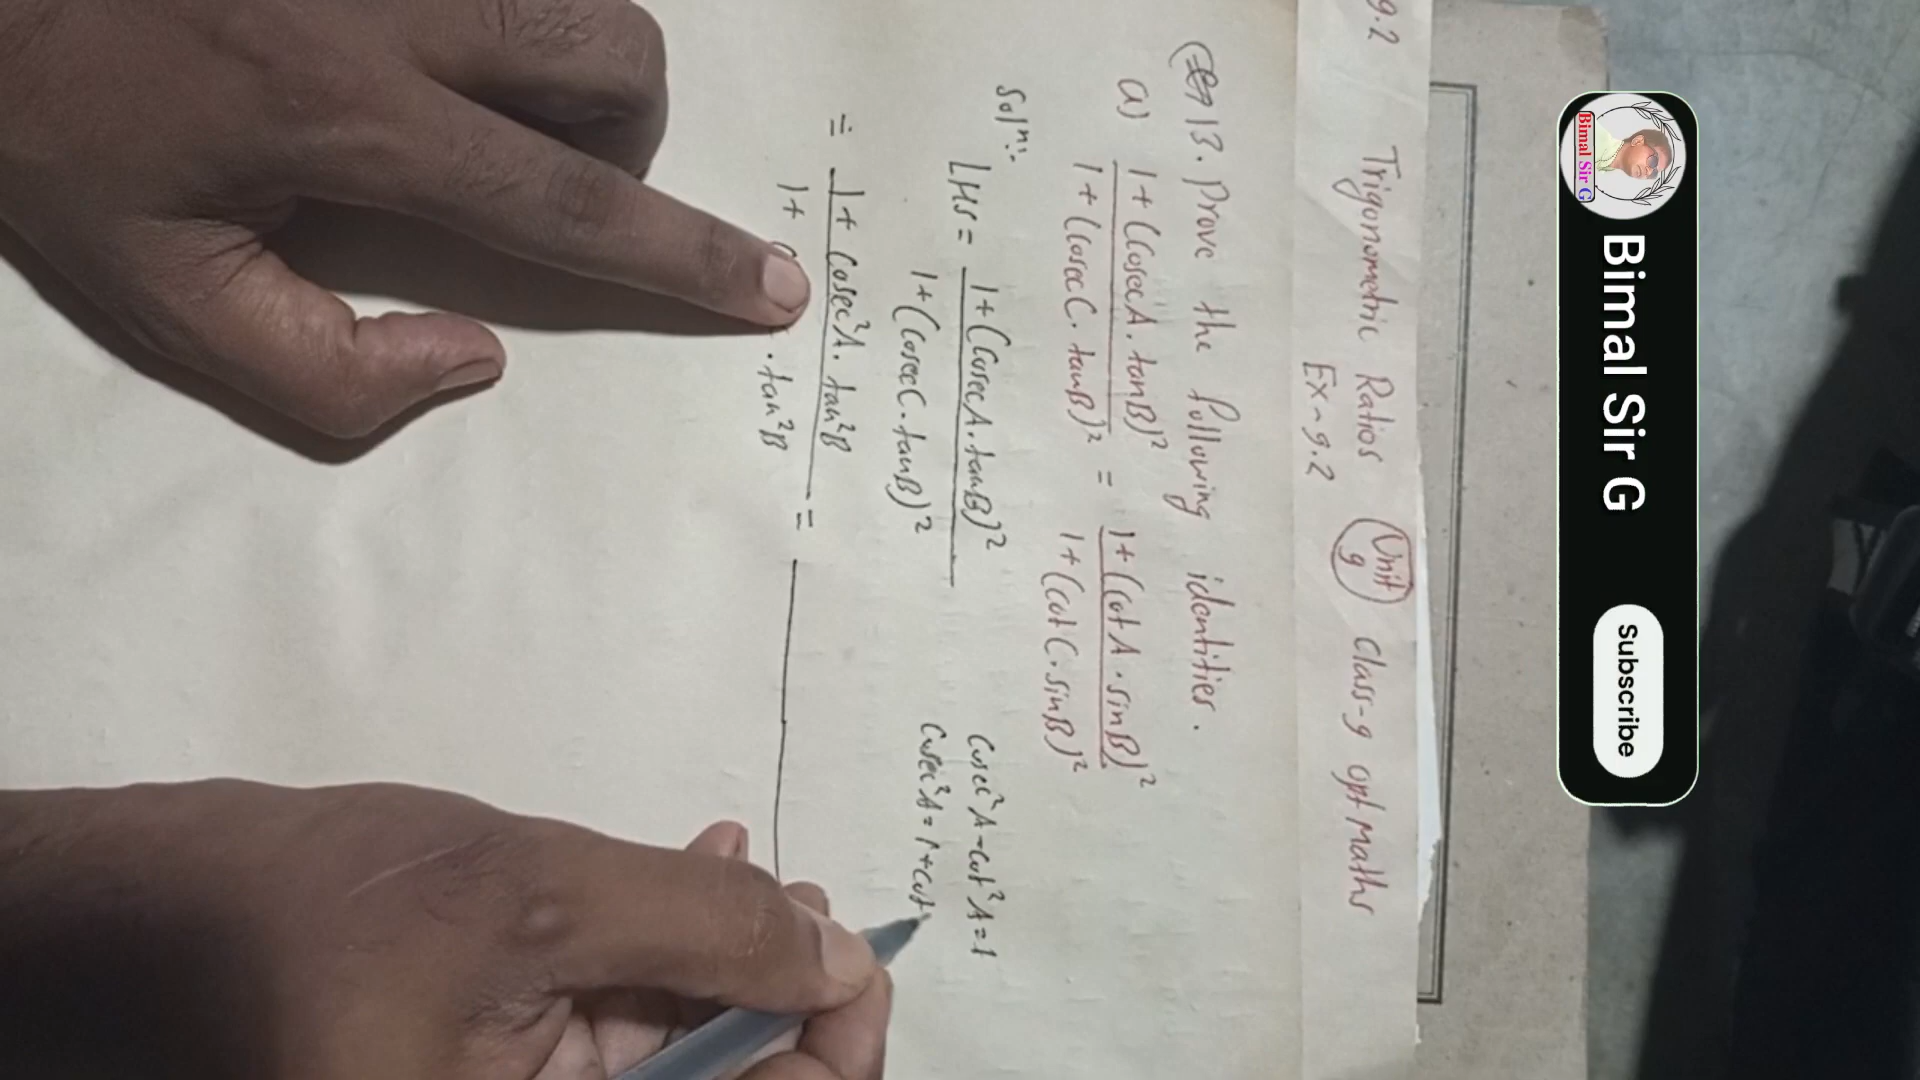 9.2 Trigonometric Ratios Unit 9 Class-9 opt Maths
Ex-9.2
13. Prove the following identities.
a) 1+(CosecA.tanB)² / 1+(CosecC.tanB)² = 1+(CotA.sinB)² / 1+(CotC.sinB)²
Solⁿ:-
LHS = 1+(CosecA.tanB)² / 1+(CosecC.tanB)²
Cosec²A-Cot²A=1
Cosec²A=1+Cot
= 1+Cosec²A.tan²B / 1+ .tan²B =
Bimal Sir G
Bimal Sir G
Subscribe